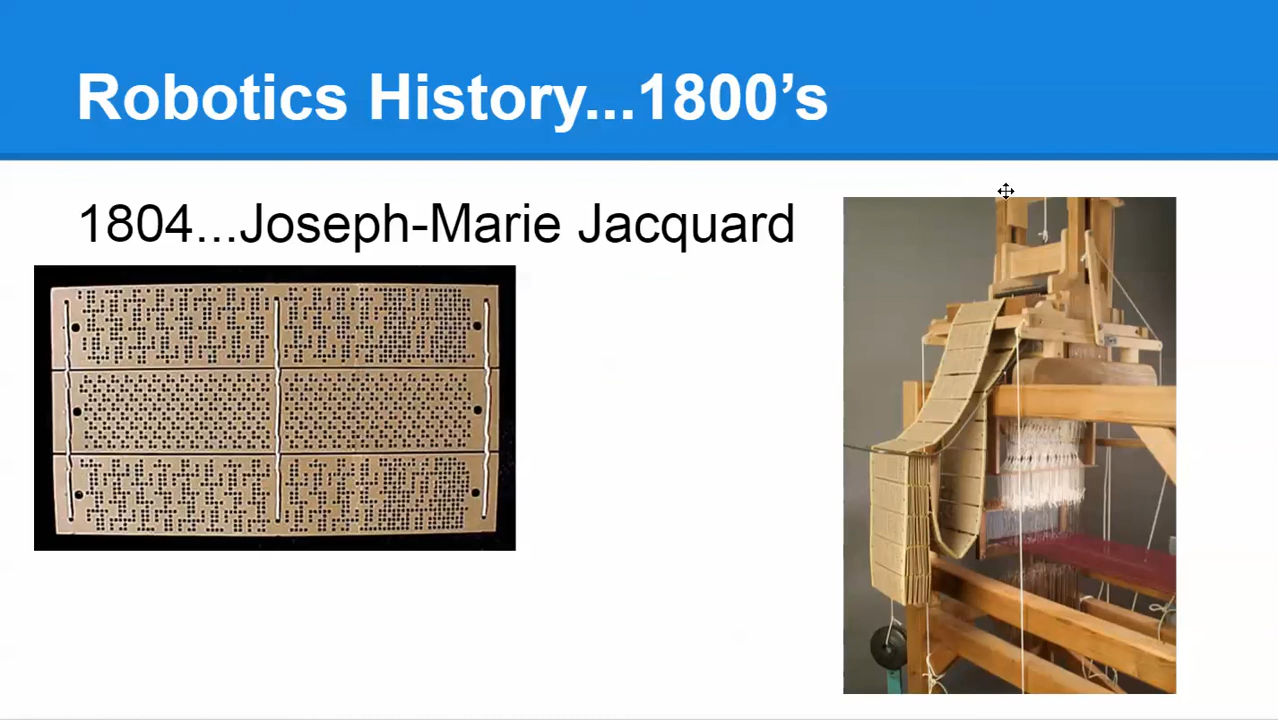 Robotics History...1800’s
1804...Joseph-Marie Jacquard